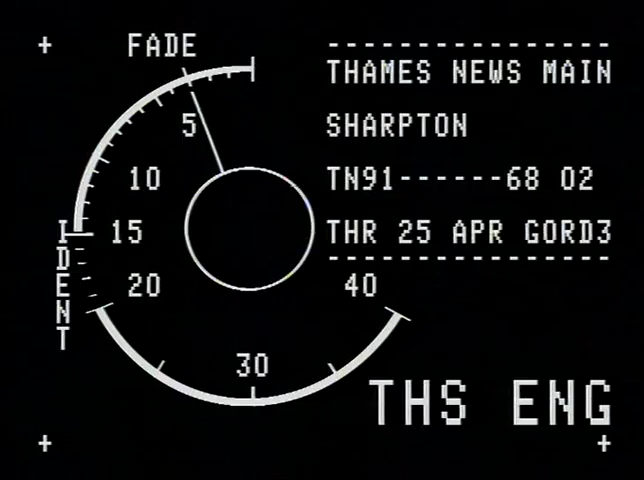 FADE
THAMES NEWS MAIN
SHARPTON
TN91------68 02
THR 25 APR GORD3
5
10
15
20
30
40
IDENT
THS ENG